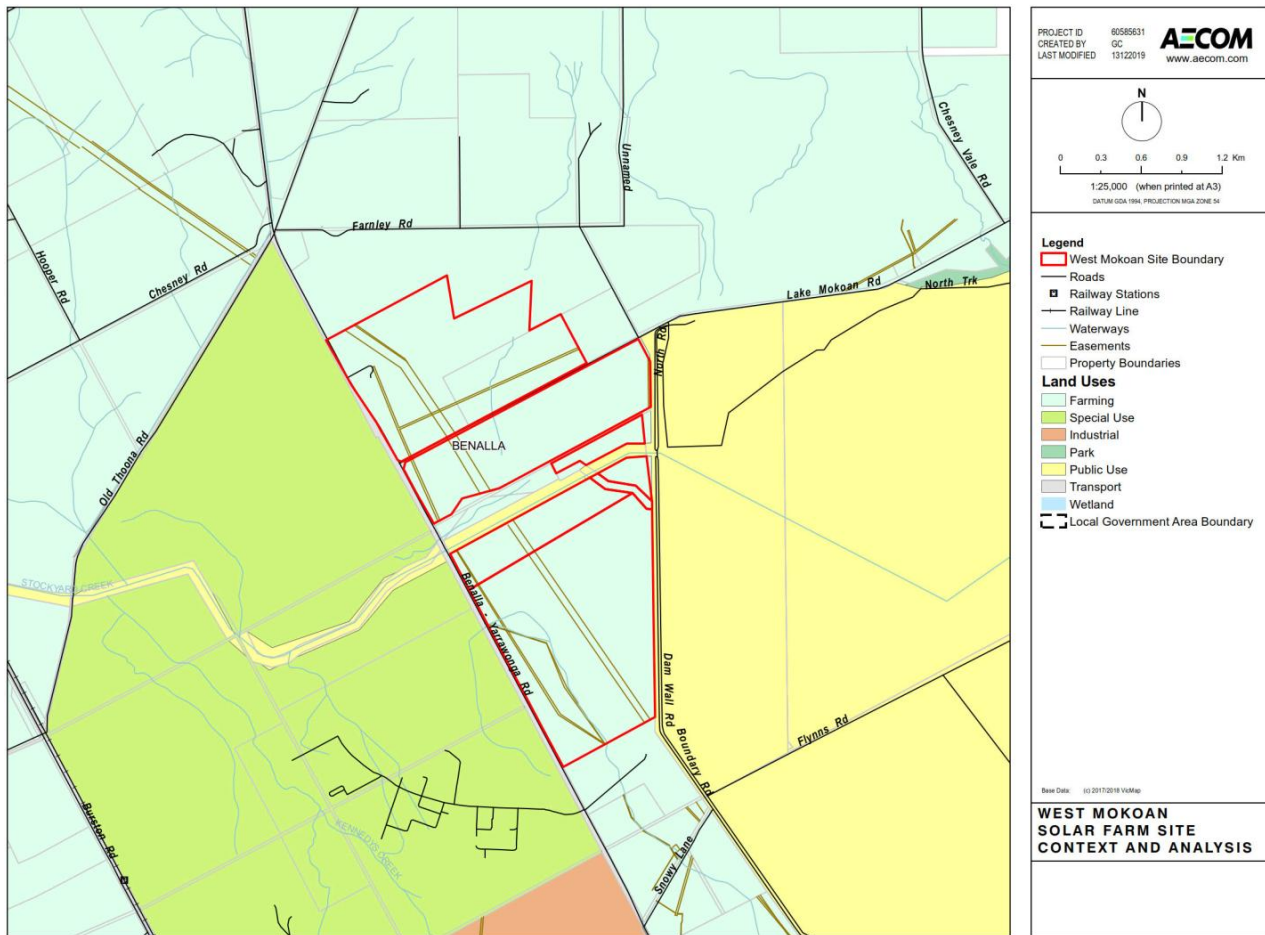 PROJECT ID 60585631
CREATED BY GC
LAST MODIFIED 13122019
AECOM
www.aecom.com
N
0 0.3 0.6 0.9 1.2 Km
1:25,000 (when printed at A3)
DATUM GDA 1994, PROJECTION MGA ZONE 54
Legend
West Mokoan Site Boundary
Roads
Railway Stations
Railway Line
Waterways
Easements
Property Boundaries
Land Uses
Farming
Special Use
Industrial
Park
Public Use
Transport
Wetland
Local Government Area Boundary
Base Data: (c) 2017/2018 VicMap
WEST MOKOAN
SOLAR FARM SITE
CONTEXT AND ANALYSIS
Chesney Vale Rd
Unnamed
Farnley Rd
Hooper Rd
Chesney Rd
Lake Mokoan Rd
North Trk
North Rd
BENALLA
Old Thoona Rd
STOCKYARD CREEK
Benalla - Yarrawonga Rd
Dam Wall Rd
Boundary Rd
Flynns Rd
Burston Rd
KENNEDYS CREEK
Snowy Lane